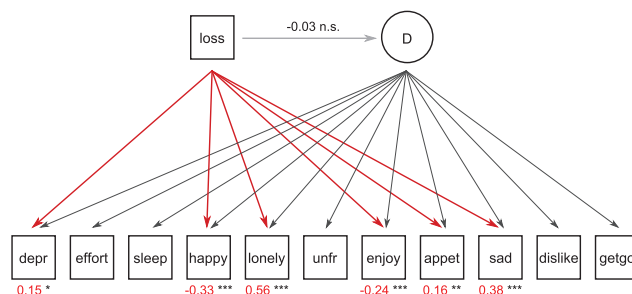 -0.03 n.s.
loss D
depr effort sleep happy lonely unfr enjoy appet sad dislike getgo
0.15 * -0.33 *** 0.56 *** -0.24 *** 0.16 ** 0.38 ***